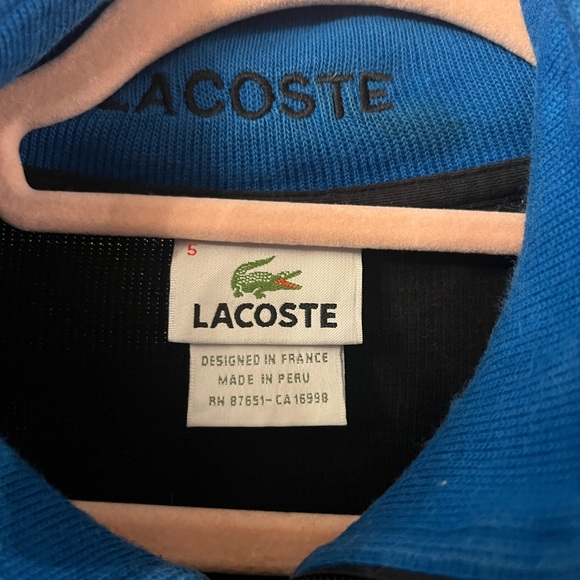 LACOSTE
5
LACOSTE
DESIGNED IN FRANCE
MADE IN PERU
RN 87651-CA 16998